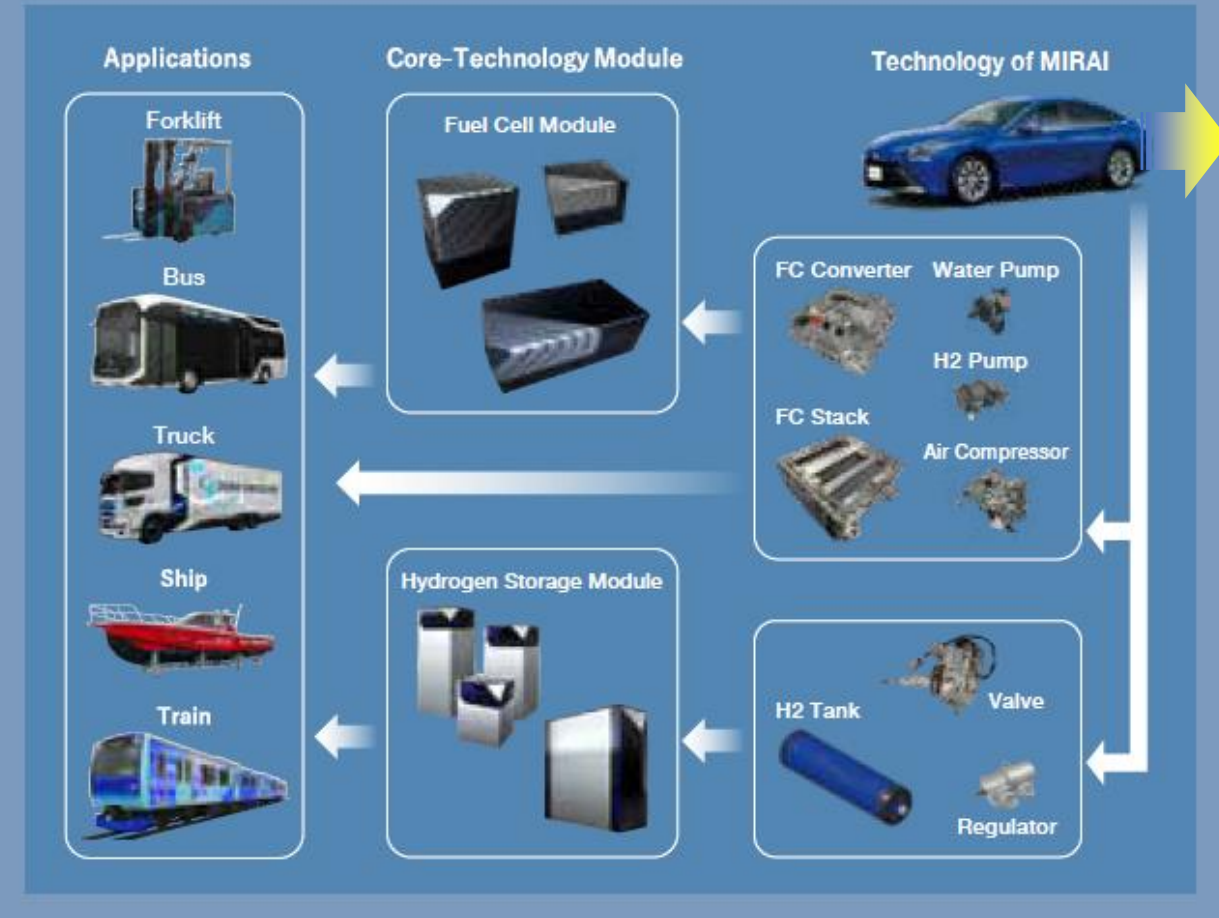 Applications
Core-Technology Module
Technology of MIRAI
Forklift
Bus
Truck
Ship
Train
Fuel Cell Module
Hydrogen Storage Module
FC Converter
Water Pump
H2 Pump
FC Stack
Air Compressor
H2 Tank
Valve
Regulator